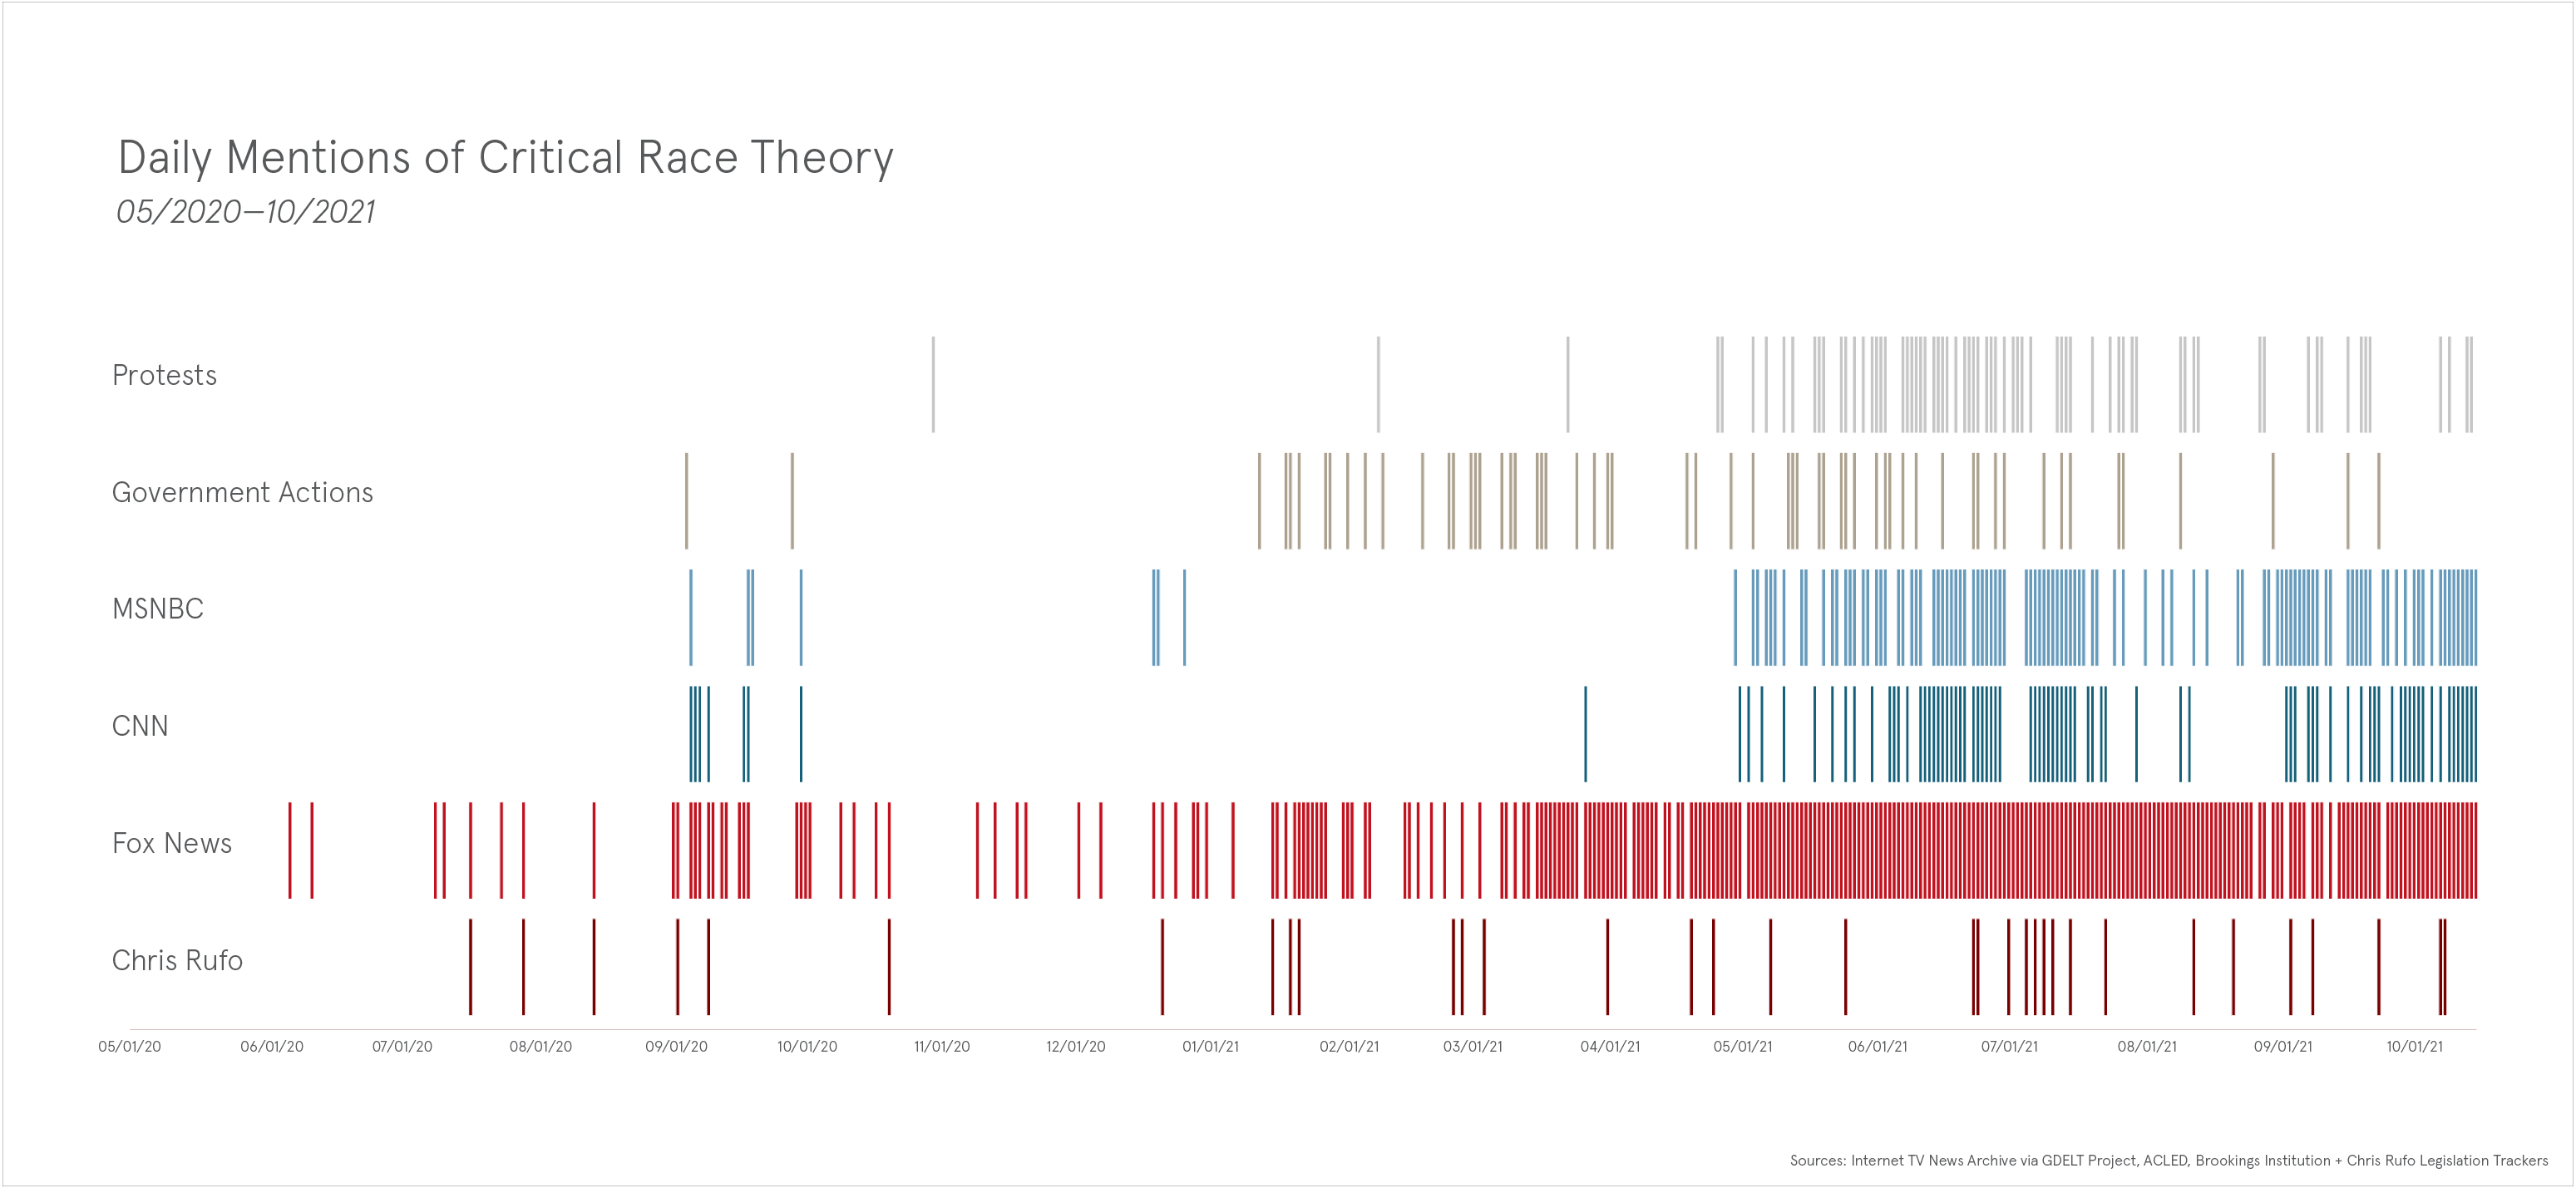 Daily Mentions of Critical Race Theory
05/2020—10/2021
Protests
Government Actions
MSNBC
CNN
Fox News
Chris Rufo
05/01/20 06/01/20 07/01/20 08/01/20 09/01/20 10/01/20 11/01/20 12/01/20 01/01/21 02/01/21 03/01/21 04/01/21 05/01/21 06/01/21 07/01/21 08/01/21 09/01/21 10/01/21
Sources: Internet TV News Archive via GDELT Project, ACLED, Brookings Institution + Chris Rufo Legislation Trackers